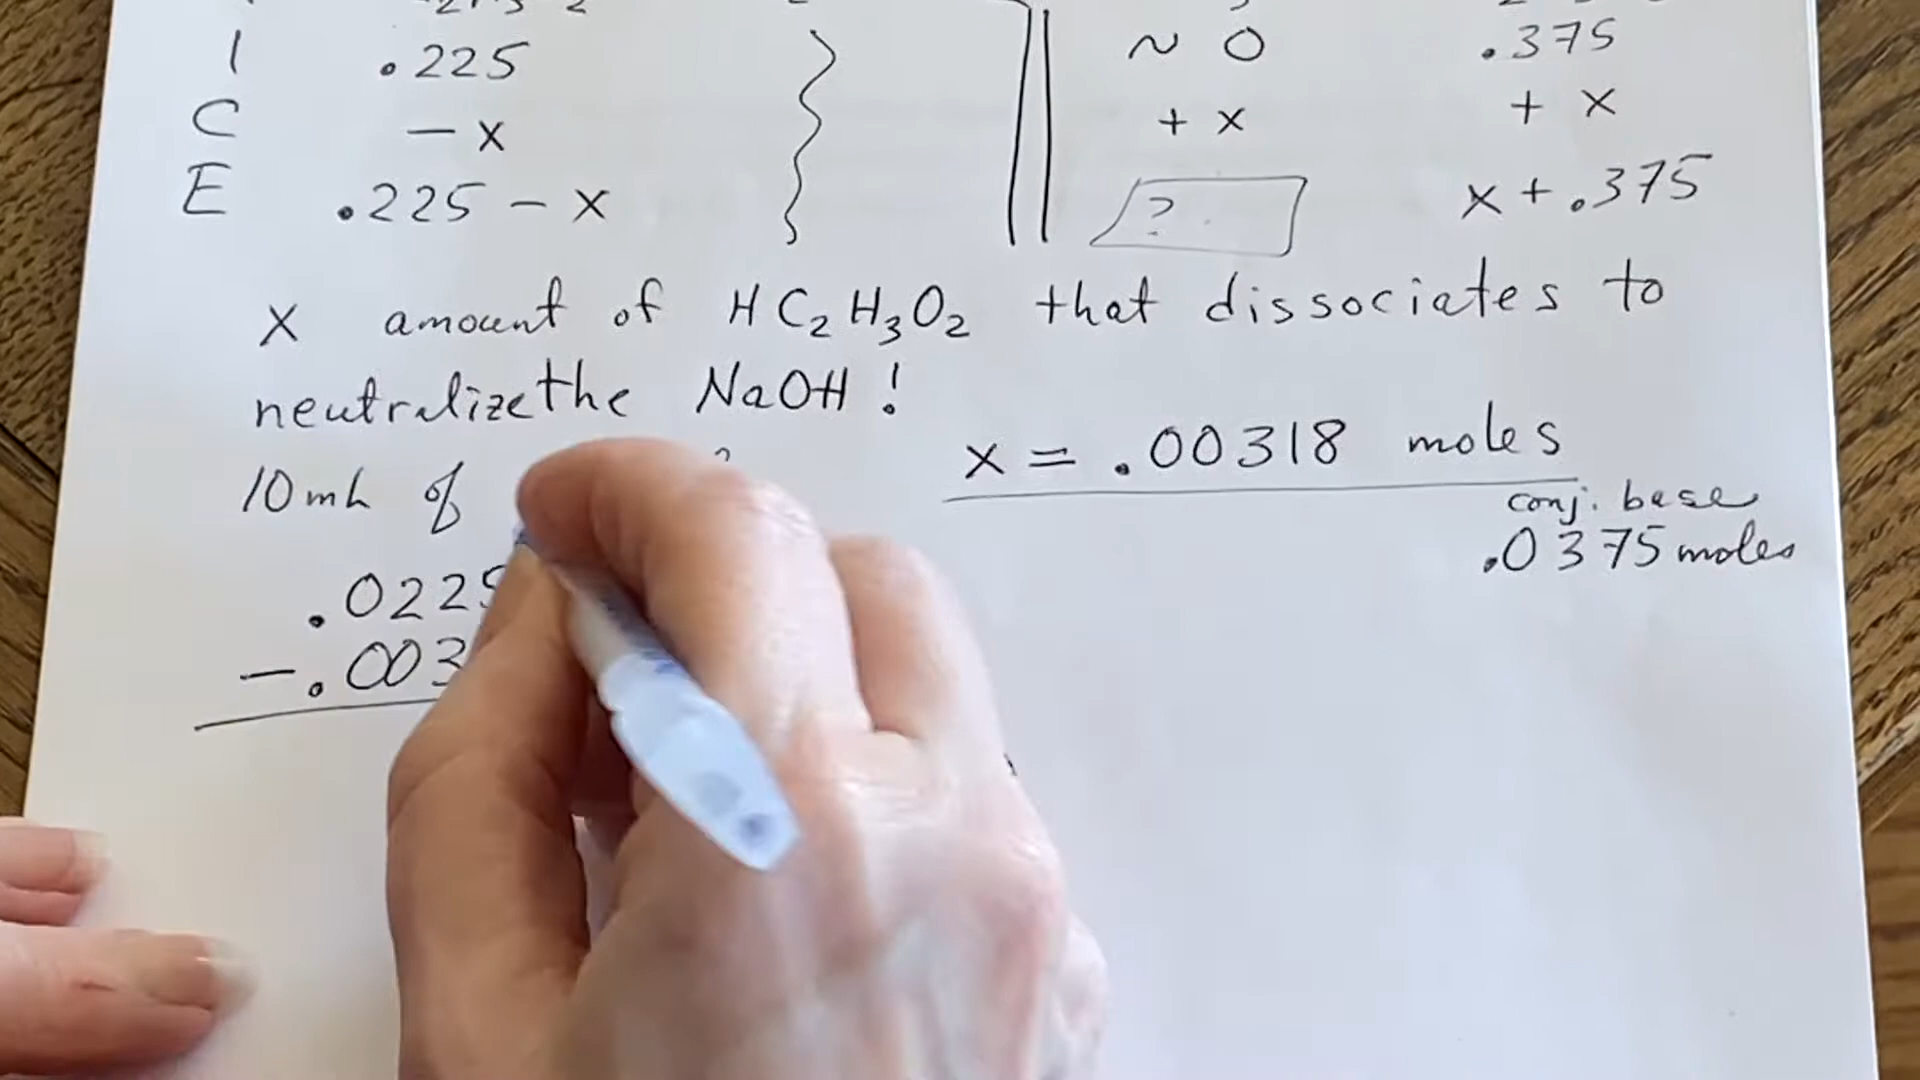 I .225 ~ 0 .375
C - x + x + x
E .225 - x ? x + .375
X amount of HC₂H₃O₂ that dissociates to
neutralize the NaOH !
x = .00318 moles
10 mL of
conj. base
.0375 moles
.0225
- .003